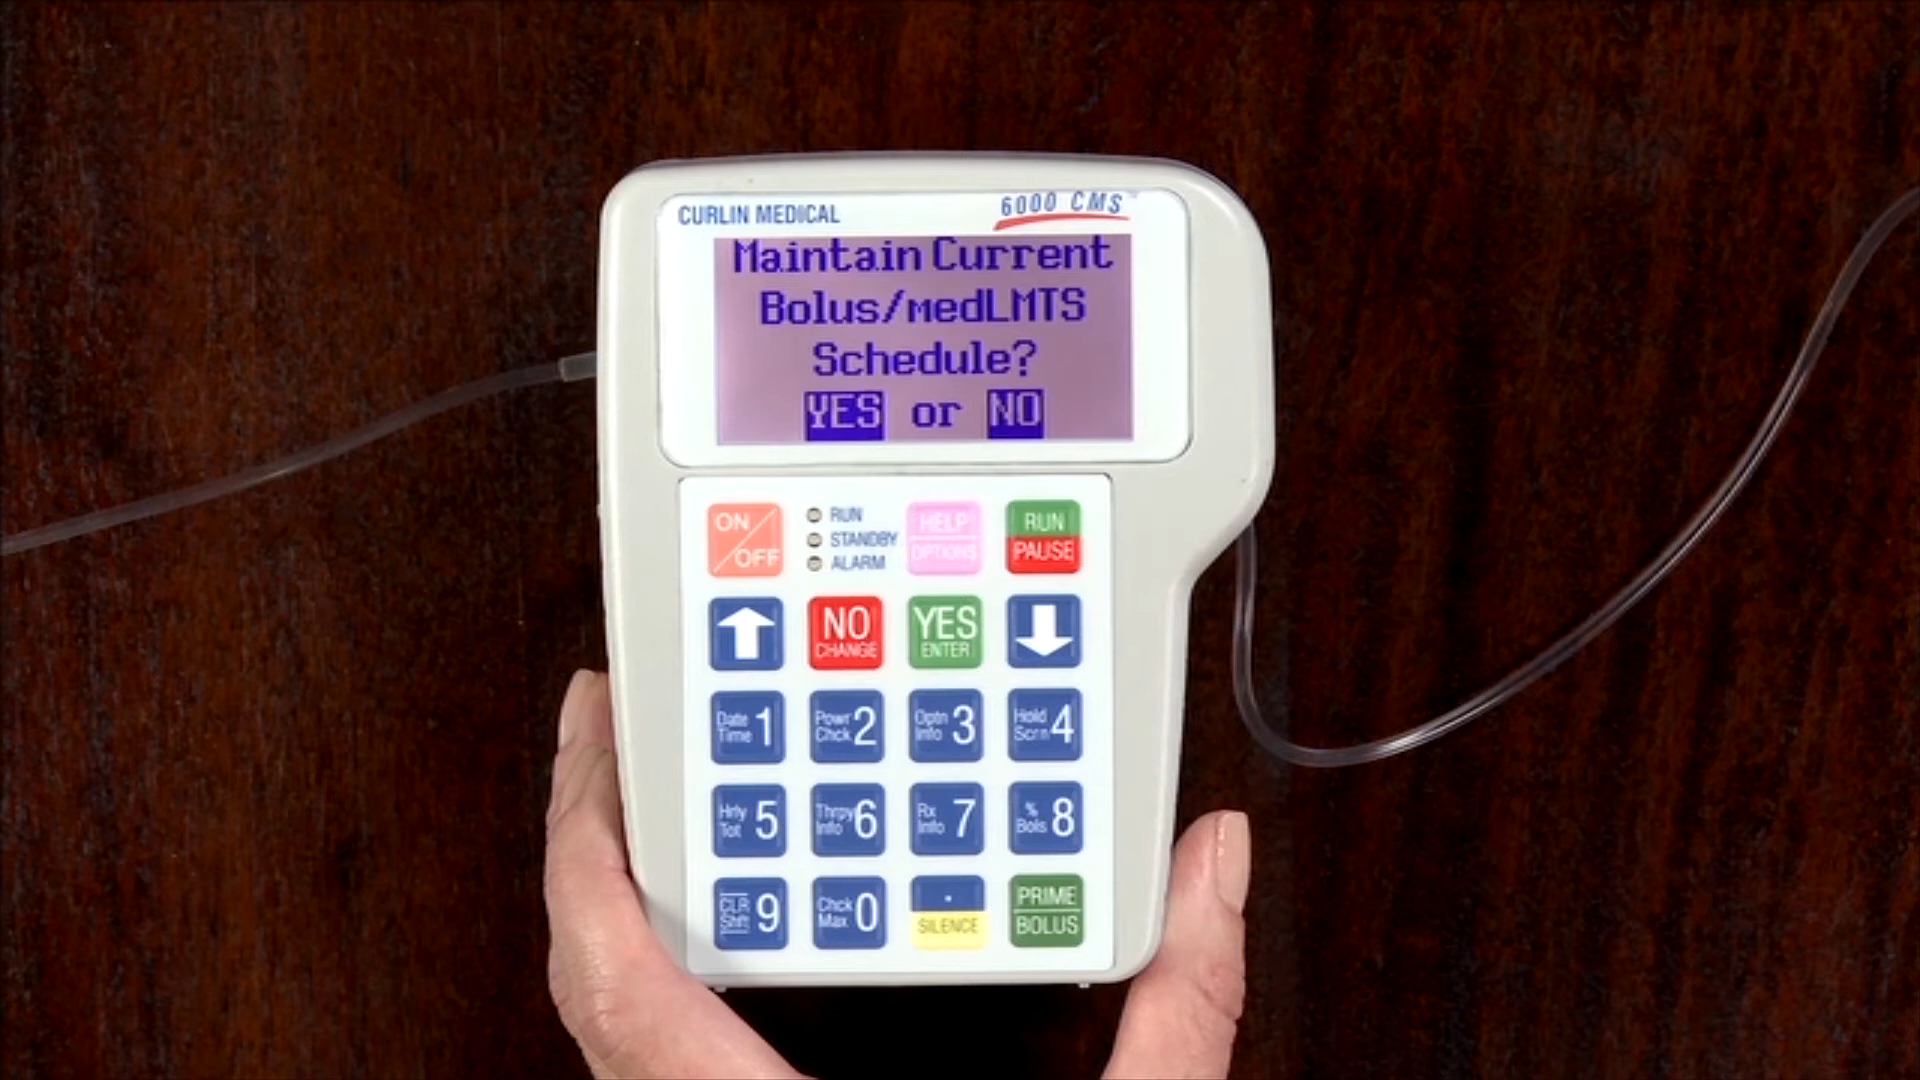 CURLIN MEDICAL
6000 CMS™
Maintain Current
Bolus/medLMTS
Schedule?
YES or NO
ON/OFF
RUN
STANDBY
ALARM
HELP
OPTIONS
RUN
PAUSE
NO
CHANGE
YES
ENTER
Date
Time 1
Powr
Chck 2
Optn
Info 3
Hold
Scrn 4
Hrly
Tot 5
Thrpy
Info 6
Rx
Info 7
%
Bols 8
CLR
Shft 9
Chck
Max 0
.
SILENCE
PRIME
BOLUS